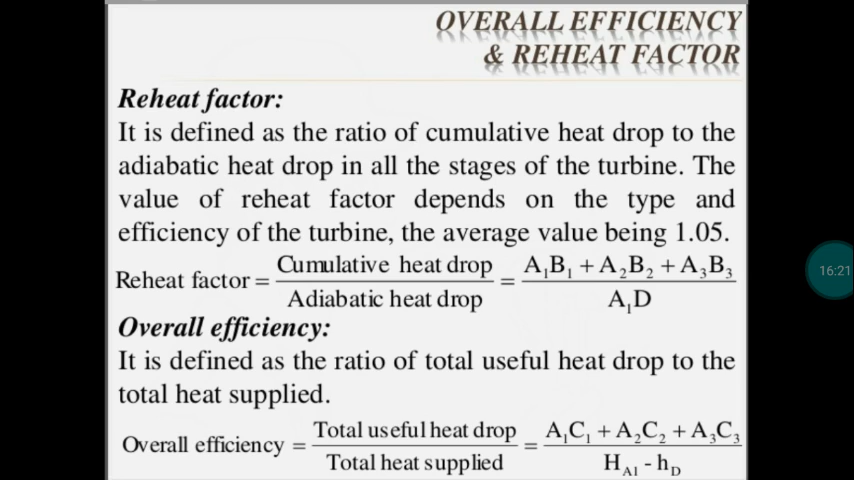 OVERALL EFFICIENCY
& REHEAT FACTOR
Reheat factor:
It is defined as the ratio of cumulative heat drop to the
adiabatic heat drop in all the stages of the turbine. The
value of reheat factor depends on the type and
efficiency of the turbine, the average value being 1.05.
Reheat factor = Cumulative heat drop / Adiabatic heat drop = A₁B₁ + A₂B₂ + A₃B₃ / A₁D
16:21
Overall efficiency:
It is defined as the ratio of total useful heat drop to the
total heat supplied.
Overall efficiency = Total useful heat drop / Total heat supplied = A₁C₁ + A₂C₂ + A₃C₃ / H_A1 - h_D